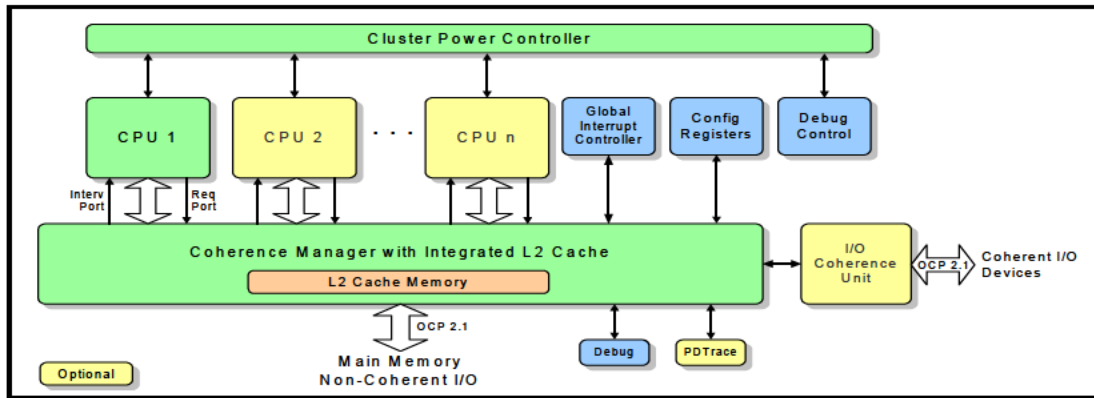 Cluster Power Controller
CPU 1
CPU 2
. . .
CPU n
Global
Interrupt
Controller
Config
Registers
Debug
Control
Interv
Port
Req
Port
Coherence Manager with Integrated L2 Cache
L2 Cache Memory
I/O
Coherence
Unit
OCP 2.1
Coherent I/O
Devices
OCP 2.1
Main Memory
Non-Coherent I/O
Debug
PDTrace
Optional